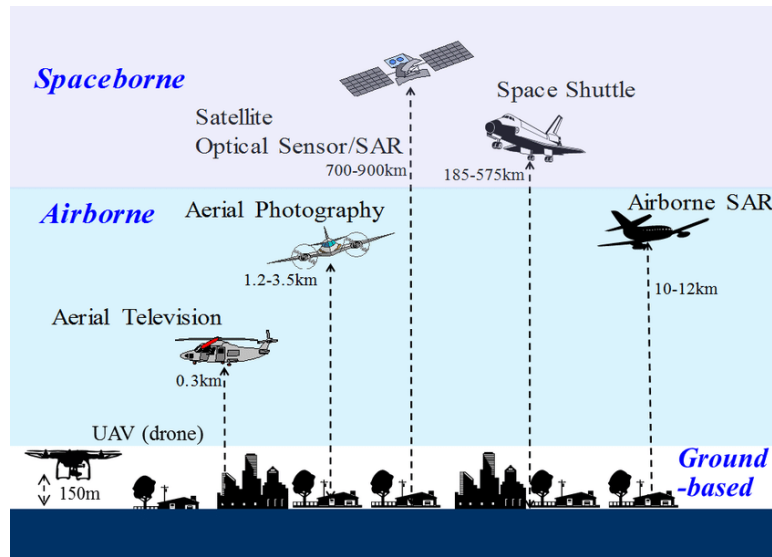 Spaceborne
Satellite
Optical Sensor/SAR
700-900km
Space Shuttle
185-575km
Airborne
Aerial Photography
1.2-3.5km
Airborne SAR
10-12km
Aerial Television
0.3km
UAV (drone)
150m
Ground
-based